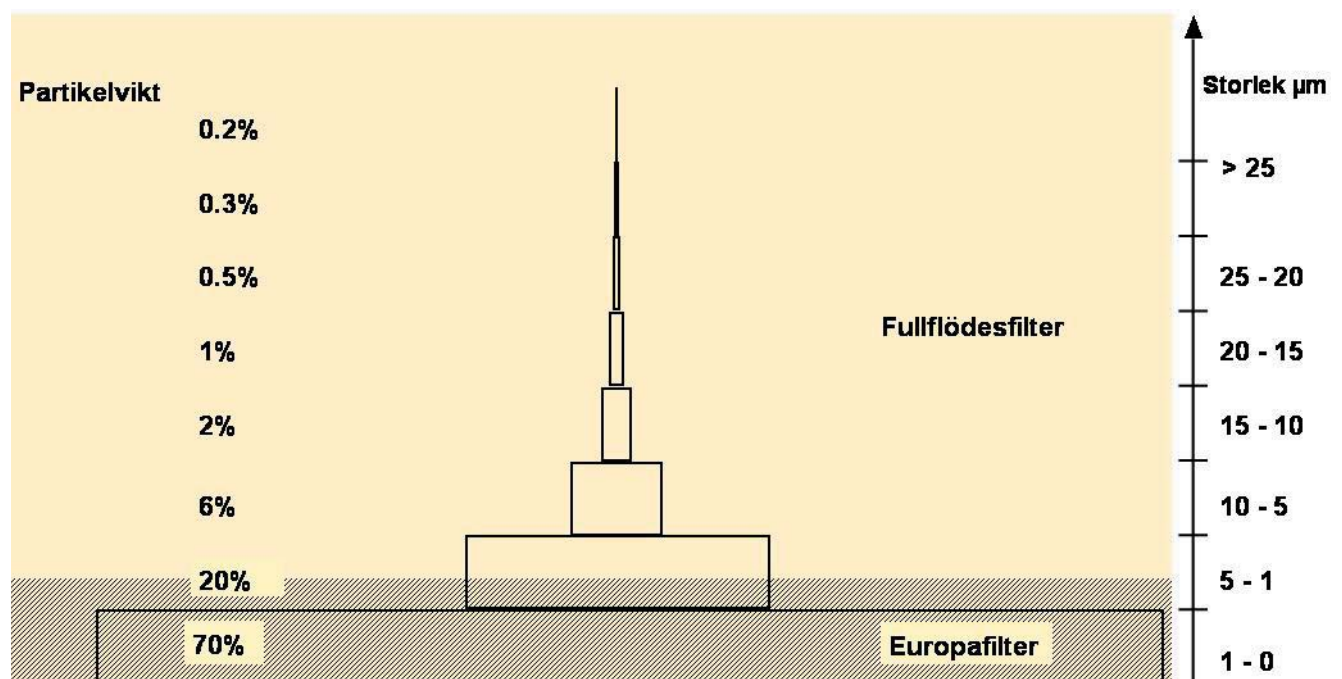 Partikelvikt
Storlek µm
0.2%
> 25
0.3%
0.5%
25 - 20
Fullflödesfilter
1%
20 - 15
2%
15 - 10
6%
10 - 5
20%
5 - 1
70%
Europafilter
1 - 0